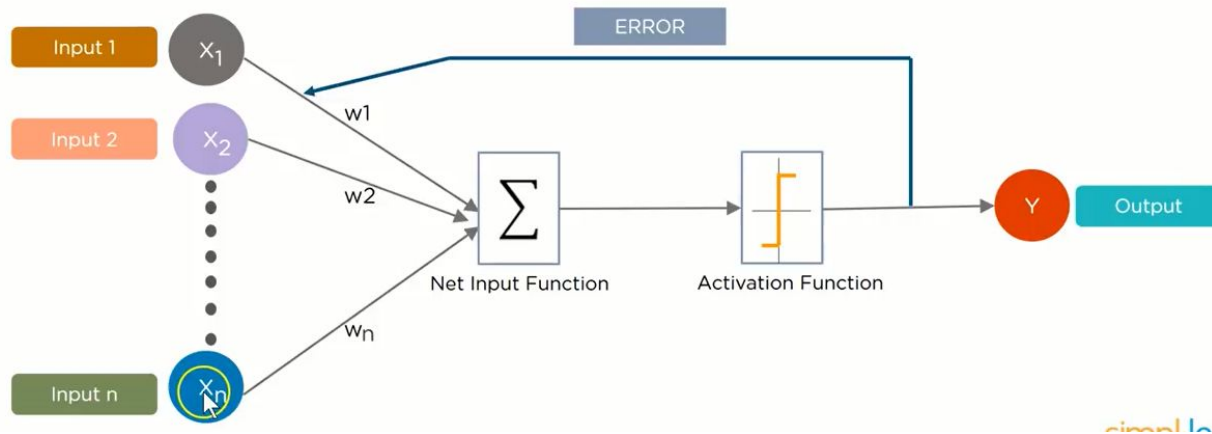 ERROR
Input 1
X1
w1
Input 2
X2
w2
Σ
Y
Output
Net Input Function
Activation Function
wn
Input n
Xn